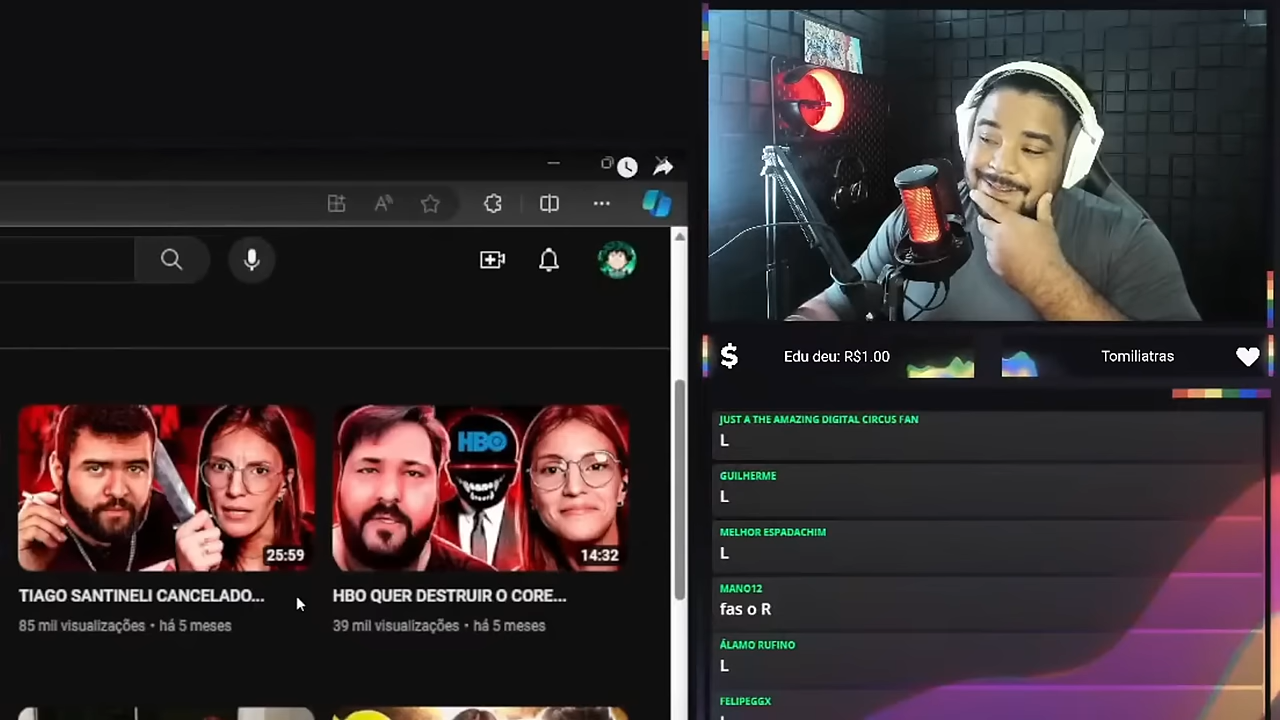 HBO
25:59
14:32
TIAGO SANTINELI CANCELADO...
HBO QUER DESTRUIR O CORE...
85 mil visualizações • há 5 meses
39 mil visualizações • há 5 meses
$
Edu deu: R$1.00
Tomiliatras
JUST A THE AMAZING DIGITAL CIRCUS FAN
L
GUILHERME
L
MELHOR ESPADACHIM
L
MANO12
fas o R
ÁLAMO RUFINO
L
FELIPEGGX